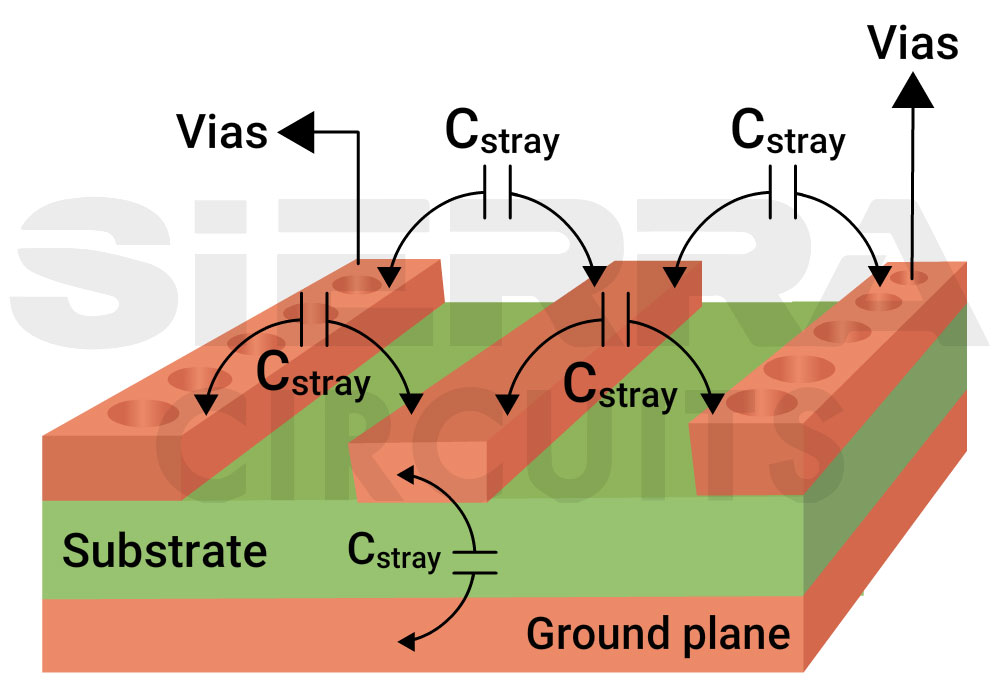 Vias
Vias
Cstray
Cstray
SiERRA
Cstray
Cstray
CIRCUITS
Substrate
Cstray
Ground plane